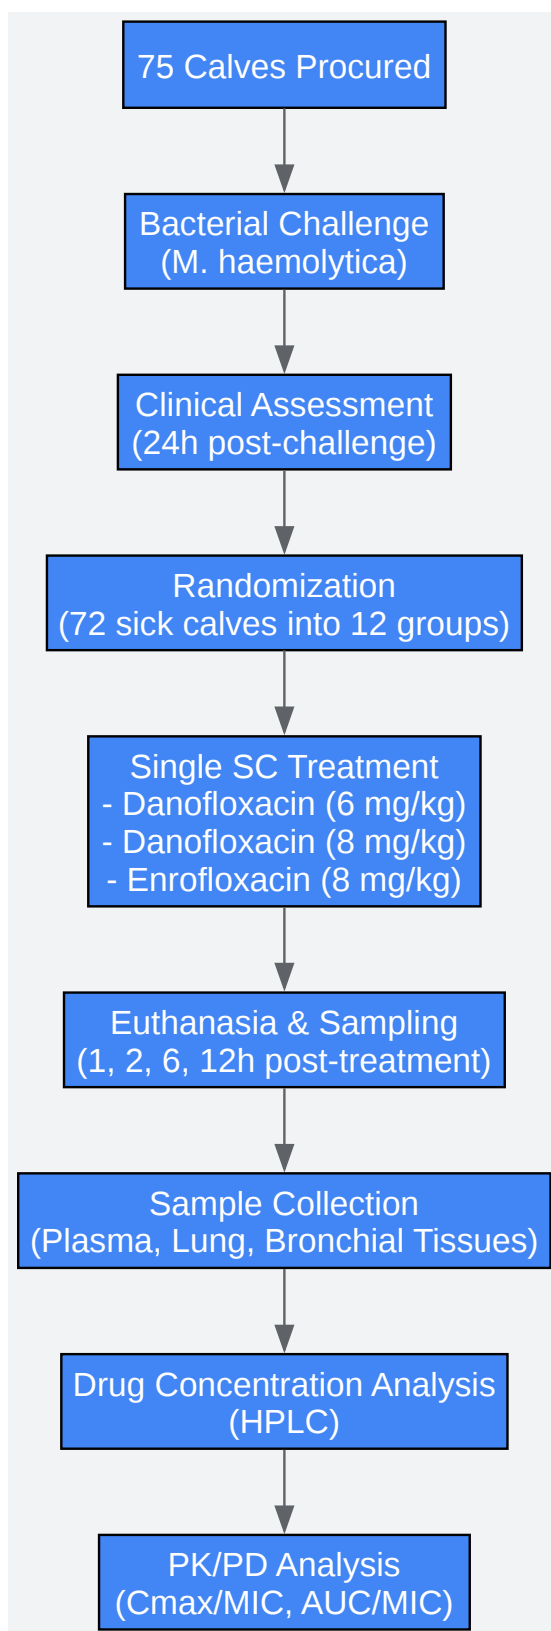 75 Calves Procured
Bacterial Challenge
(M. haemolytica)
Clinical Assessment
(24h post-challenge)
Randomization
(72 sick calves into 12 groups)
Single SC Treatment
- Danofloxacin (6 mg/kg)
- Danofloxacin (8 mg/kg)
- Enrofloxacin (8 mg/kg)
Euthanasia & Sampling
(1, 2, 6, 12h post-treatment)
Sample Collection
(Plasma, Lung, Bronchial Tissues)
Drug Concentration Analysis
(HPLC)
PK/PD Analysis
(Cmax/MIC, AUC/MIC)